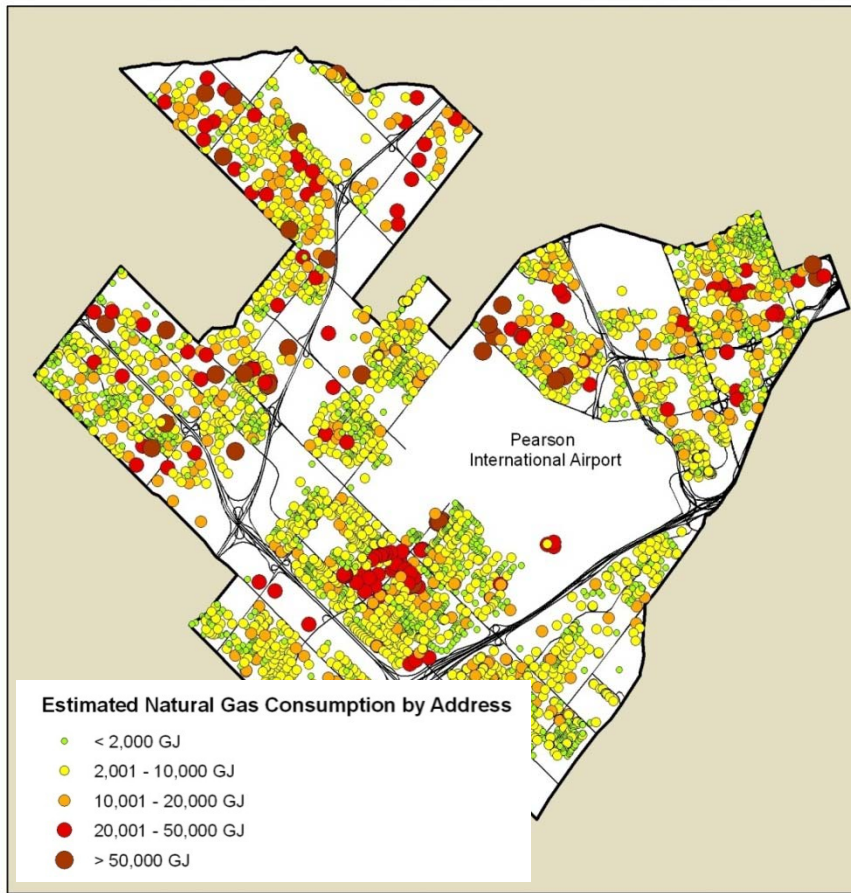 Pearson
International Airport
Estimated Natural Gas Consumption by Address
< 2,000 GJ
2,001 - 10,000 GJ
10,001 - 20,000 GJ
20,001 - 50,000 GJ
> 50,000 GJ